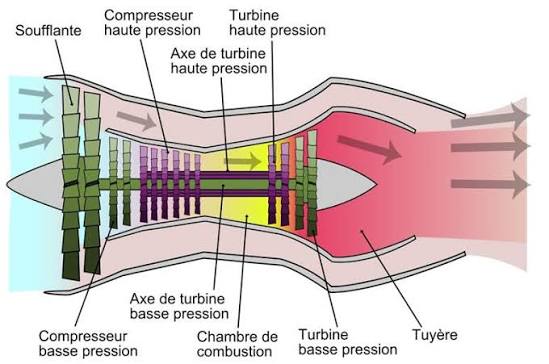 Soufflante
Compresseur
haute pression
Turbine
haute pression
Axe de turbine
haute pression
Axe de turbine
basse pression
Compresseur
basse pression
Chambre de
combustion
Turbine
basse pression
Tuyère